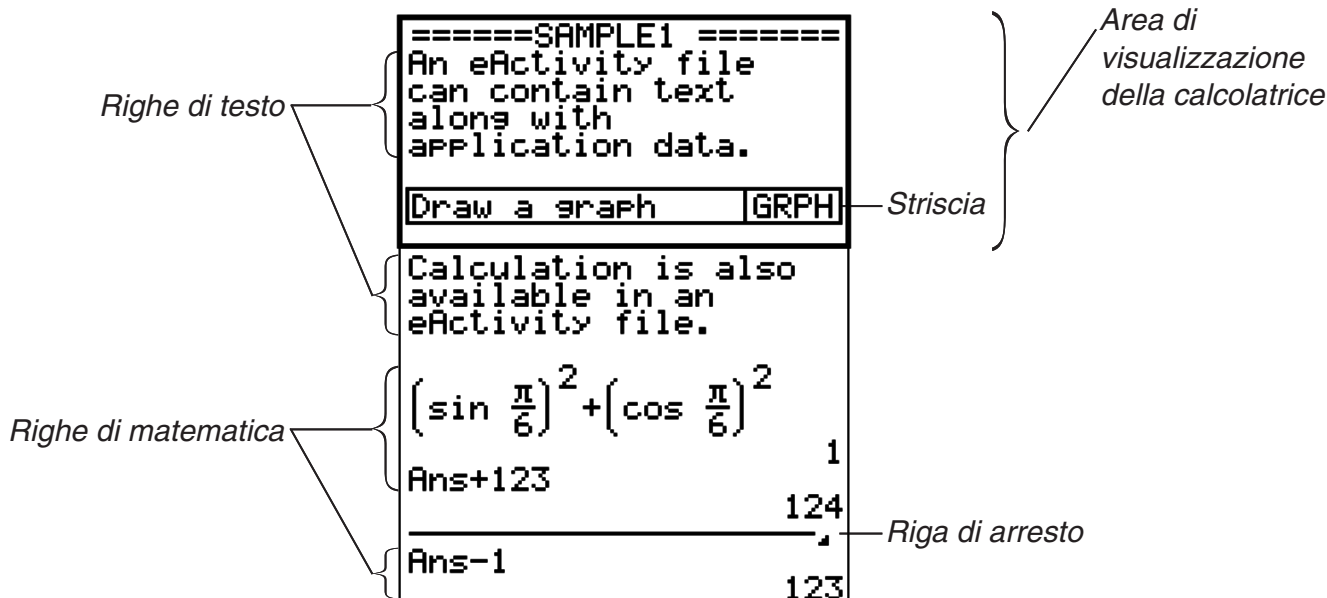 ======SAMPLE1 =======
An eActivity file
can contain text
along with
application data.
Draw a graph GRPH
Calculation is also
available in an
eActivity file.
(sin π/6)²+(cos π/6)²
1
Ans+123
124
Ans−1
123
Righe di testo
Righe di matematica
Area di
visualizzazione
della calcolatrice
Striscia
Riga di arresto